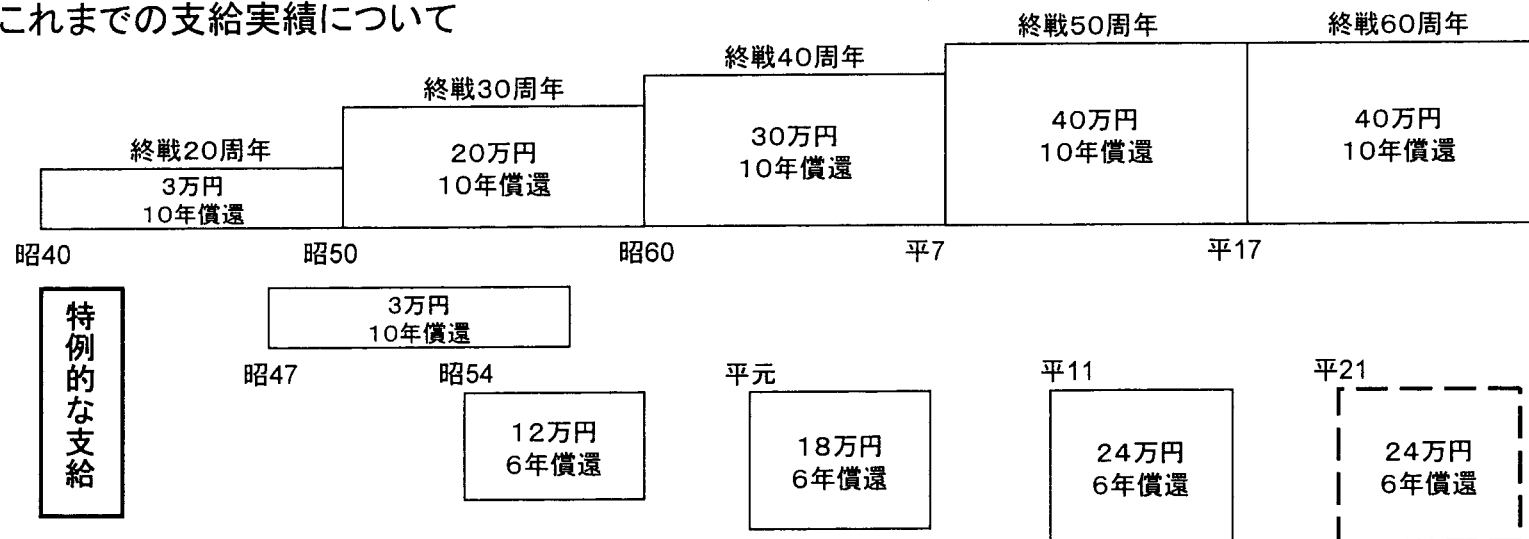 これまでの支給実績について
終戦20周年
3万円
10年償還
終戦30周年
20万円
10年償還
終戦40周年
30万円
10年償還
終戦50周年
40万円
10年償還
終戦60周年
40万円
10年償還
昭40
昭50
昭60
平7
平17
特例的な支給
3万円
10年償還
昭47
昭54
12万円
6年償還
平元
18万円
6年償還
平11
24万円
6年償還
平21
24万円
6年償還